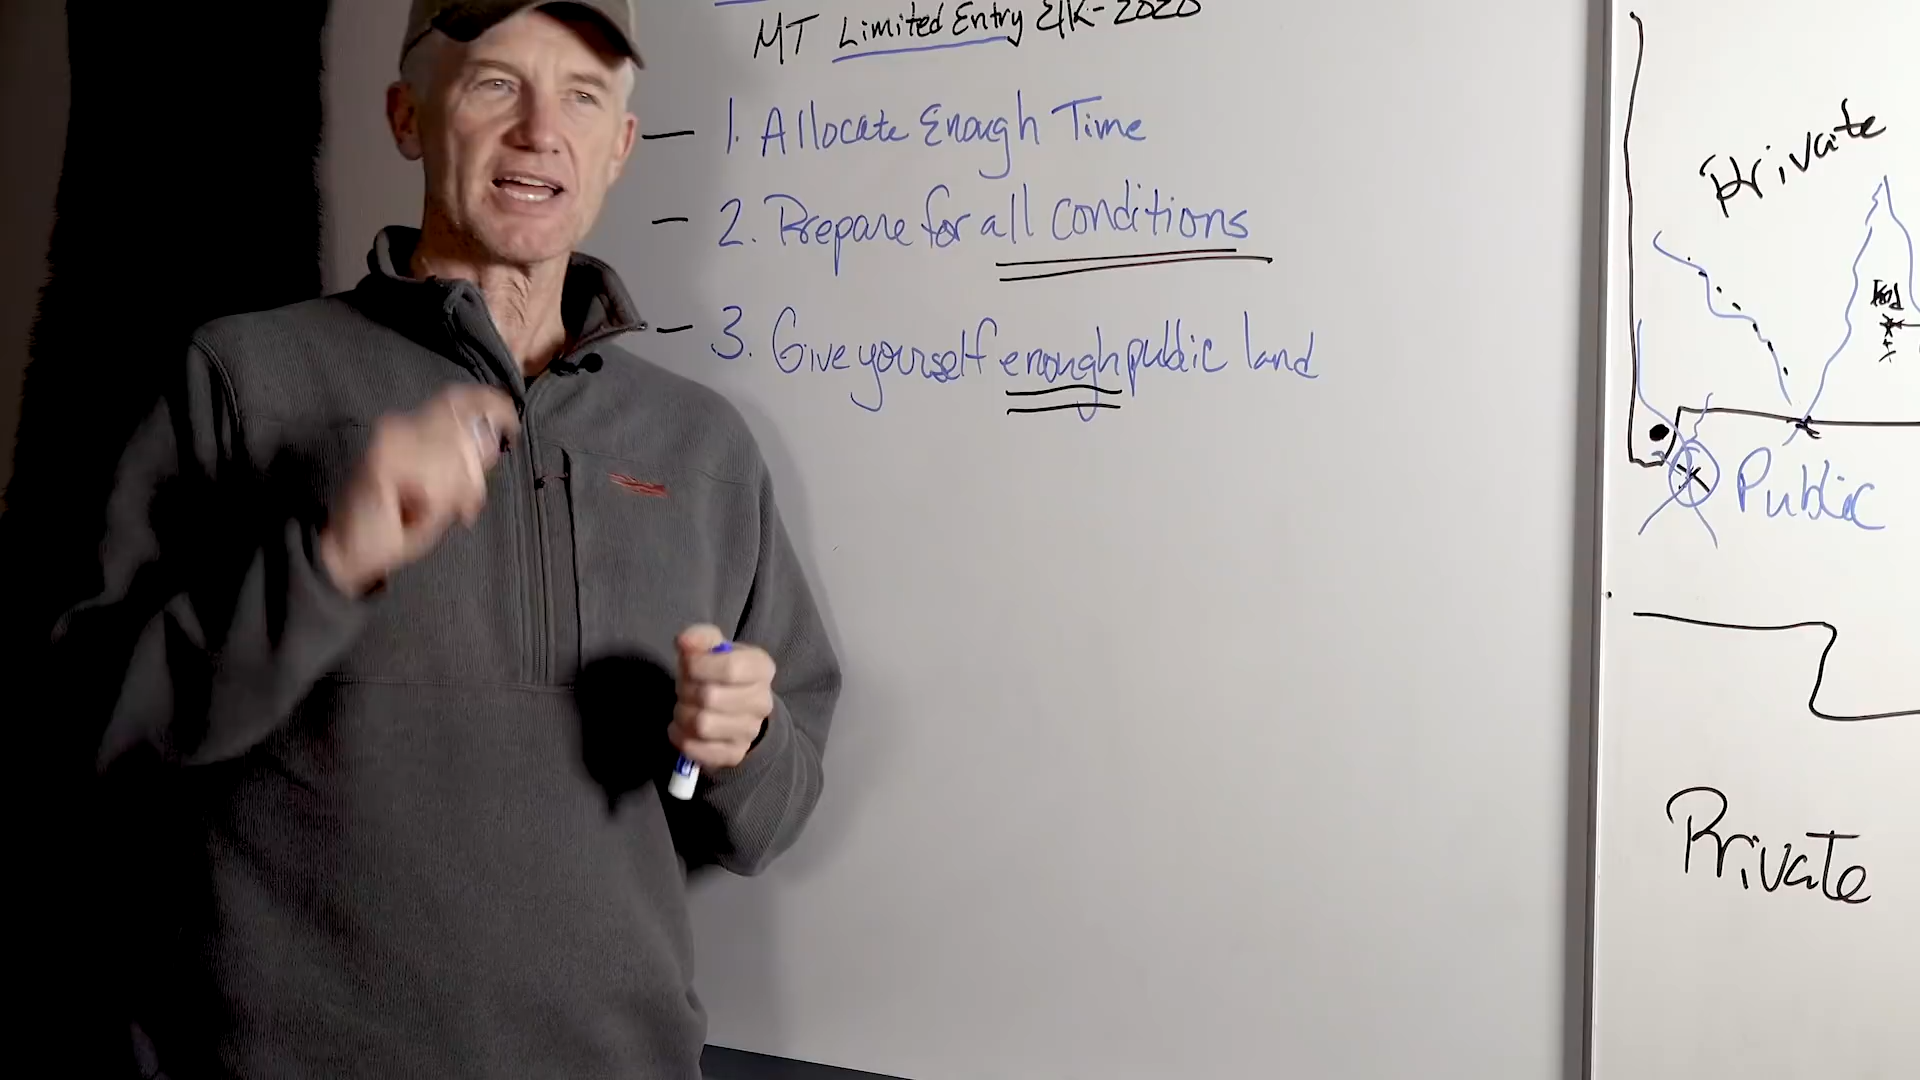 MT Limited Entry Elk-2020
1. Allocate Enough Time
2. Prepare for all conditions
3. Give yourself enough public land
Private
Public
Private